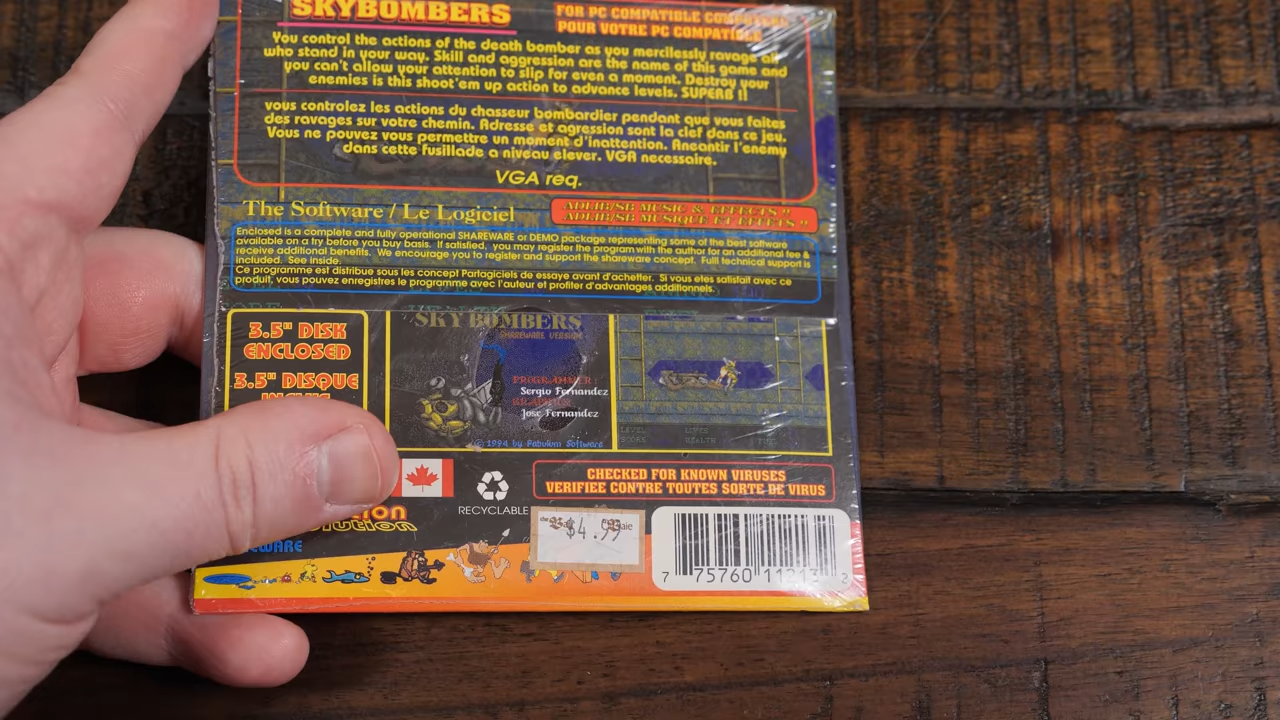 SKYBOMBERS
FOR PC COMPATIBLE COMPUTERS
POUR VOTRE PC COMPATIBLE
You control the actions of the death bomber as you mercilessly ravage all
who stand in your way. Skill and aggression are the name of this game and
you can't allow your attention to slip for even a moment. Destroy your
enemies is this shoot'em up action to advance levels. SUPERB !!
vous controlez les actions du chasseur bombardier pendant que vous faites
des ravages sur votre chemin. Adresse et agression sont la clef dans ce jeu.
Vous ne pouvez vous permettre un moment d'inattention. Aneantir l'enemy
dans cette fusillade a niveau elever. VGA necessaire.
VGA req.
The Software / Le Logiciel
ADLIB/SB MUSIC & EFFECTS !!
ADLIB/SB MUSIQUE ET EFFETS !!
Enclosed is a complete and fully operational SHAREWARE or DEMO package representing some of the best software
available on a try before you buy basis. If satisfied, you may register the program with the author for an additional fee &
receive additional benefits. We encourage you to register and support the shareware concept. Full technical support is
included. See inside.
Ce programme est distribue sous les concept Partagiciels de essaye avant d'achetter. Si vous etes satisfait avec ce
produit, vous pouvez enregistres le programme avec l'auteur et profiter d'avantages additionnels.
3.5" DISK
ENCLOSED
3.5" DISQUE
INCLUS
SKY BOMBERS
SHAREWARE VERSION
PROGRAMMER:
Sergio Fernandez
GRAPHICS:
Jose Fernandez
© 1994 by Fabulum Software
LEVEL
LIVES
SCORE
HEALTH
TIME
RECYCLABLE
CHECKED FOR KNOWN VIRUSES
VERIFIEE CONTRE TOUTES SORTE DE VIRUS
$4.99
7 75760 11213 2